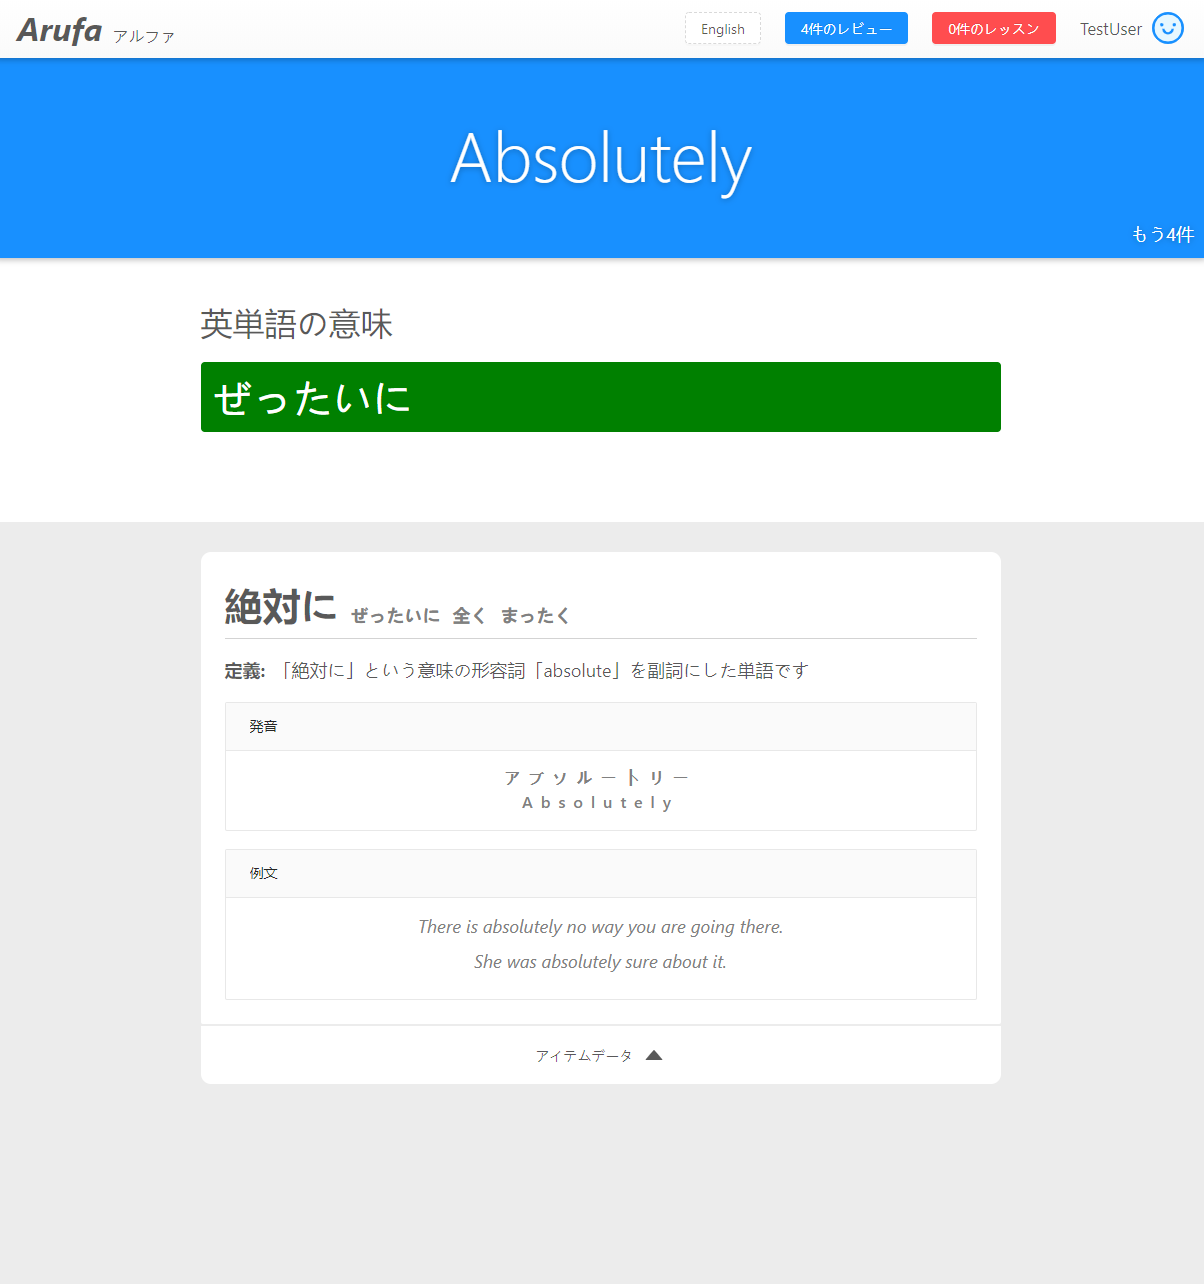 Arufa アルファ English 4件のレビュー 0件のレッスン TestUser
Absolutely
もう4件
英単語の意味
ぜったいに
絶対に ぜったいに 全く まったく
定義: 「絶対に」という意味の形容詞「absolute」を副詞にした単語です
発音
アブソルートリー
Absolutely
例文
There is absolutely no way you are going there.
She was absolutely sure about it.
アイテムデータ